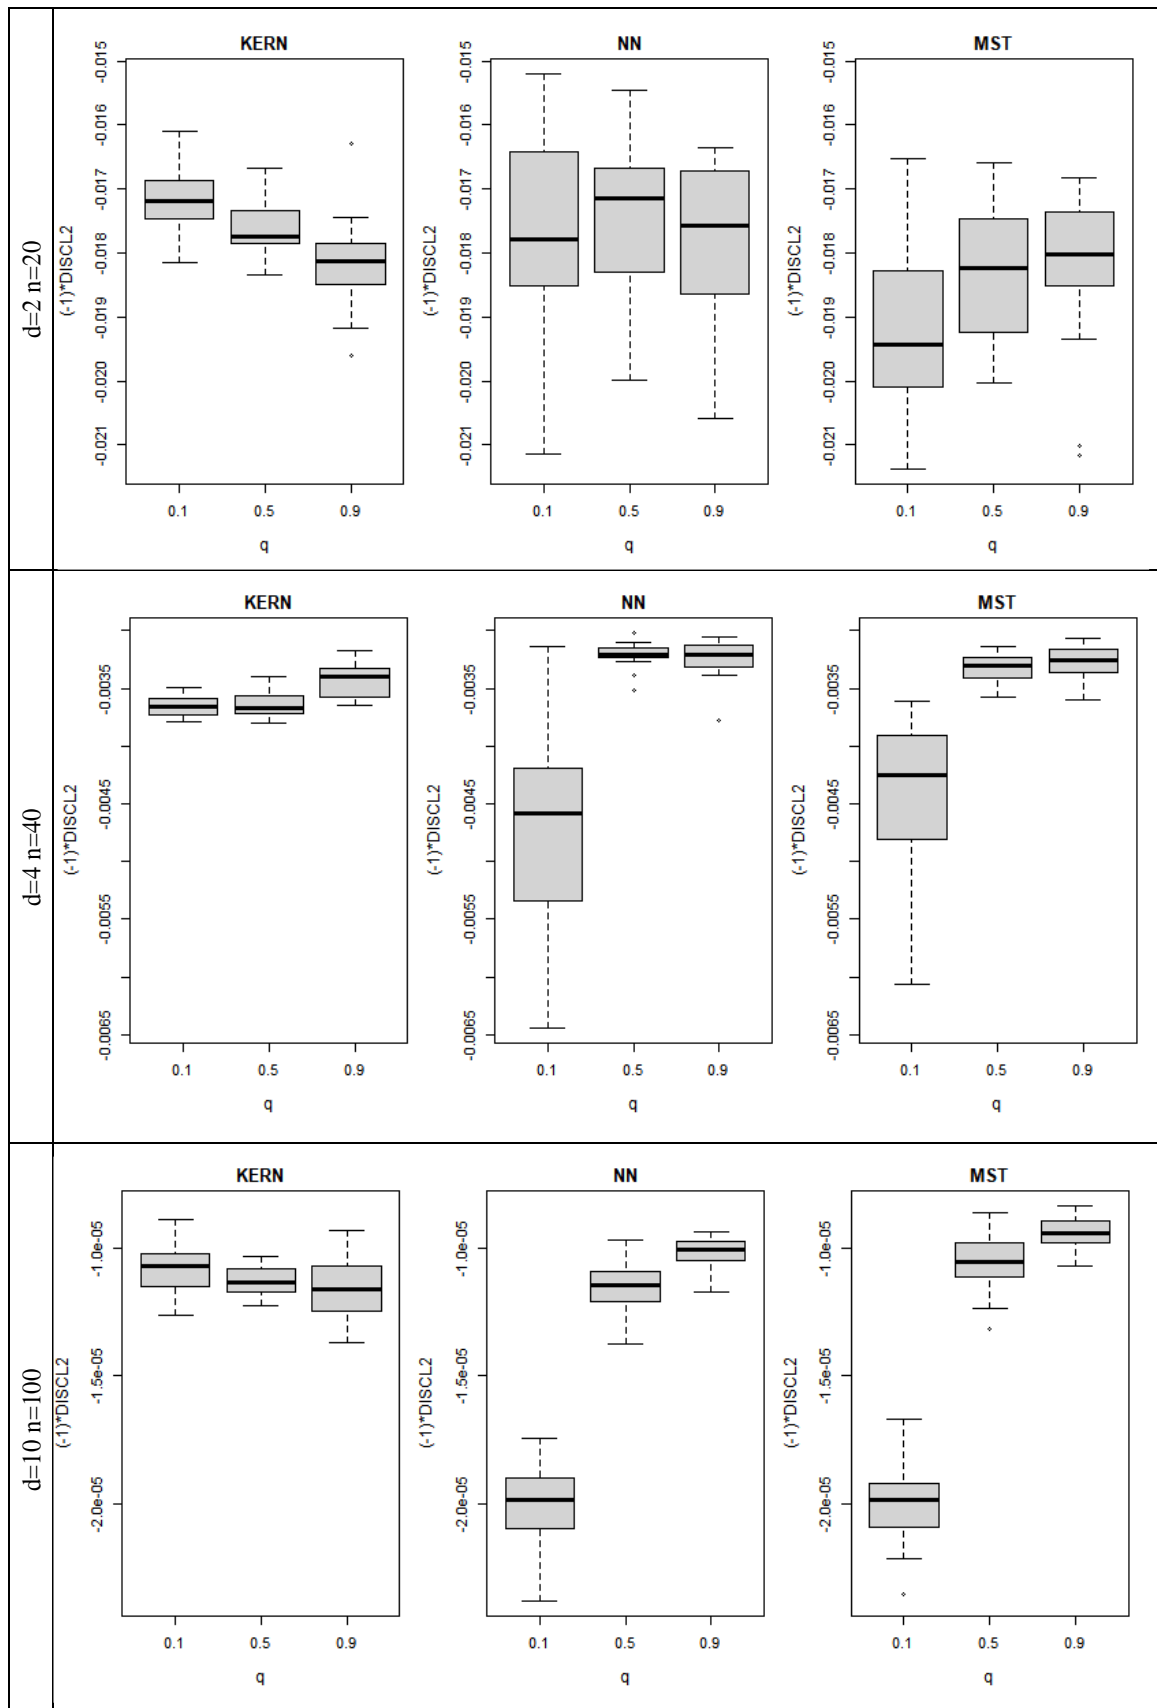 d=2 n=20
KERN
(-1)*DISCL2
-0.015
-0.016
-0.017
-0.018
-0.019
-0.020
-0.021
0.1 0.5 0.9
q
NN
(-1)*DISCL2
-0.015
-0.016
-0.017
-0.018
-0.019
-0.020
-0.021
0.1 0.5 0.9
q
MST
(-1)*DISCL2
-0.015
-0.016
-0.017
-0.018
-0.019
-0.020
-0.021
0.1 0.5 0.9
q
d=4 n=40
KERN
(-1)*DISCL2
-0.0035
-0.0045
-0.0055
-0.0065
0.1 0.5 0.9
q
NN
(-1)*DISCL2
-0.0035
-0.0045
-0.0055
-0.0065
0.1 0.5 0.9
q
MST
(-1)*DISCL2
-0.0035
-0.0045
-0.0055
-0.0065
0.1 0.5 0.9
q
d=10 n=100
KERN
(-1)*DISCL2
-1.0e-05
-1.5e-05
-2.0e-05
0.1 0.5 0.9
q
NN
(-1)*DISCL2
-1.0e-05
-1.5e-05
-2.0e-05
0.1 0.5 0.9
q
MST
(-1)*DISCL2
-1.0e-05
-1.5e-05
-2.0e-05
0.1 0.5 0.9
q